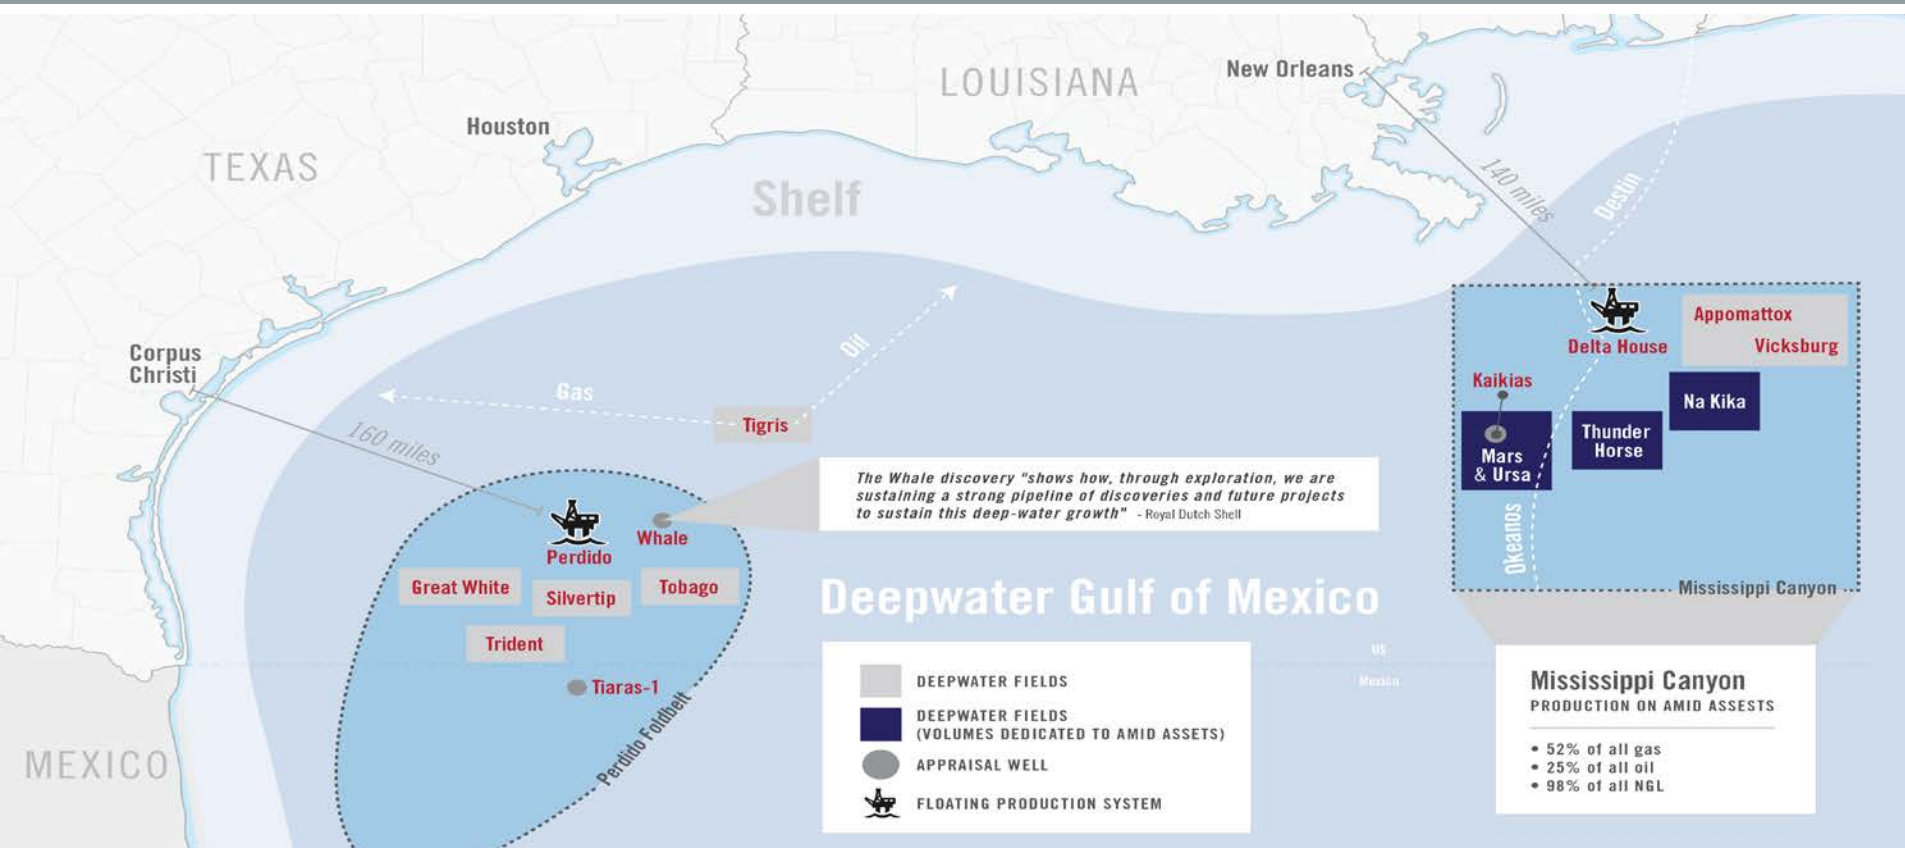 LOUISIANA
New Orleans
Houston
TEXAS
Shelf
140 miles
Destin
Corpus
Christi
160 miles
Gas
Oil
Tigris
Delta House
Appomattox
Vicksburg
Kaikias
Na Kika
Thunder
Horse
Mars
& Ursa
Okeanos
Mississippi Canyon
The Whale discovery "shows how, through exploration, we are
sustaining a strong pipeline of discoveries and future projects
to sustain this deep-water growth" - Royal Dutch Shell
Perdido
Whale
Great White
Silvertip
Tobago
Trident
Tiaras-1
Perdido Foldbelt
MEXICO
Deepwater Gulf of Mexico
US
Mexico
DEEPWATER FIELDS
DEEPWATER FIELDS
(VOLUMES DEDICATED TO AMID ASSETS)
APPRAISAL WELL
FLOATING PRODUCTION SYSTEM
Mississippi Canyon
PRODUCTION ON AMID ASSESTS
• 52% of all gas
• 25% of all oil
• 98% of all NGL